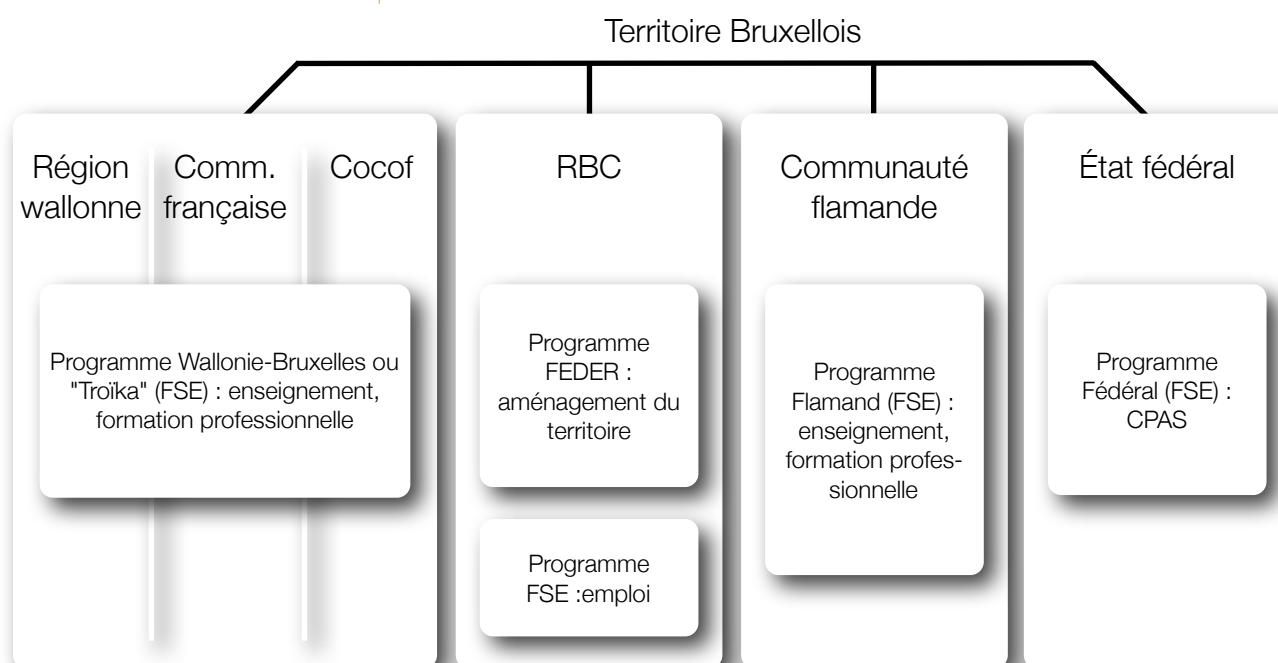 Territoire Bruxellois
Région
wallonne
Comm.
française
Cocof
Programme Wallonie-Bruxelles ou
"Troïka" (FSE) : enseignement,
formation professionnelle
RBC
Programme
FEDER :
aménagement du
territoire
Programme
FSE :emploi
Communauté
flamande
Programme
Flamand (FSE) :
enseignement,
formation profes-
sionnelle
État fédéral
Programme
Fédéral (FSE) :
CPAS